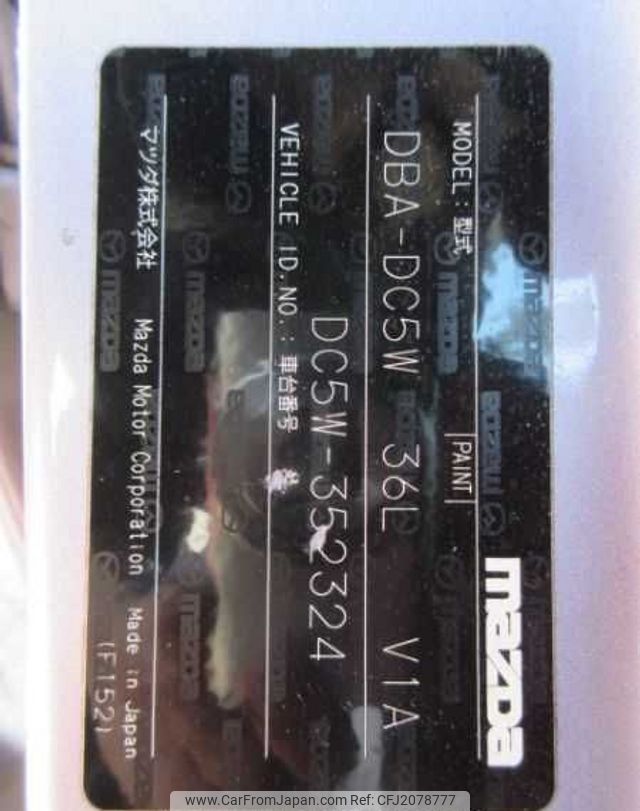 mazda
MODEL : 型式 PAINT
DBA-DC5W 36L V1A
VEHICLE ID.NO. : 車台番号
DC5W-352324
マツダ株式会社 Mazda Motor Corporation Made in Japan
(F152)
www.CarFromJapan.com Ref: CFJ2078777